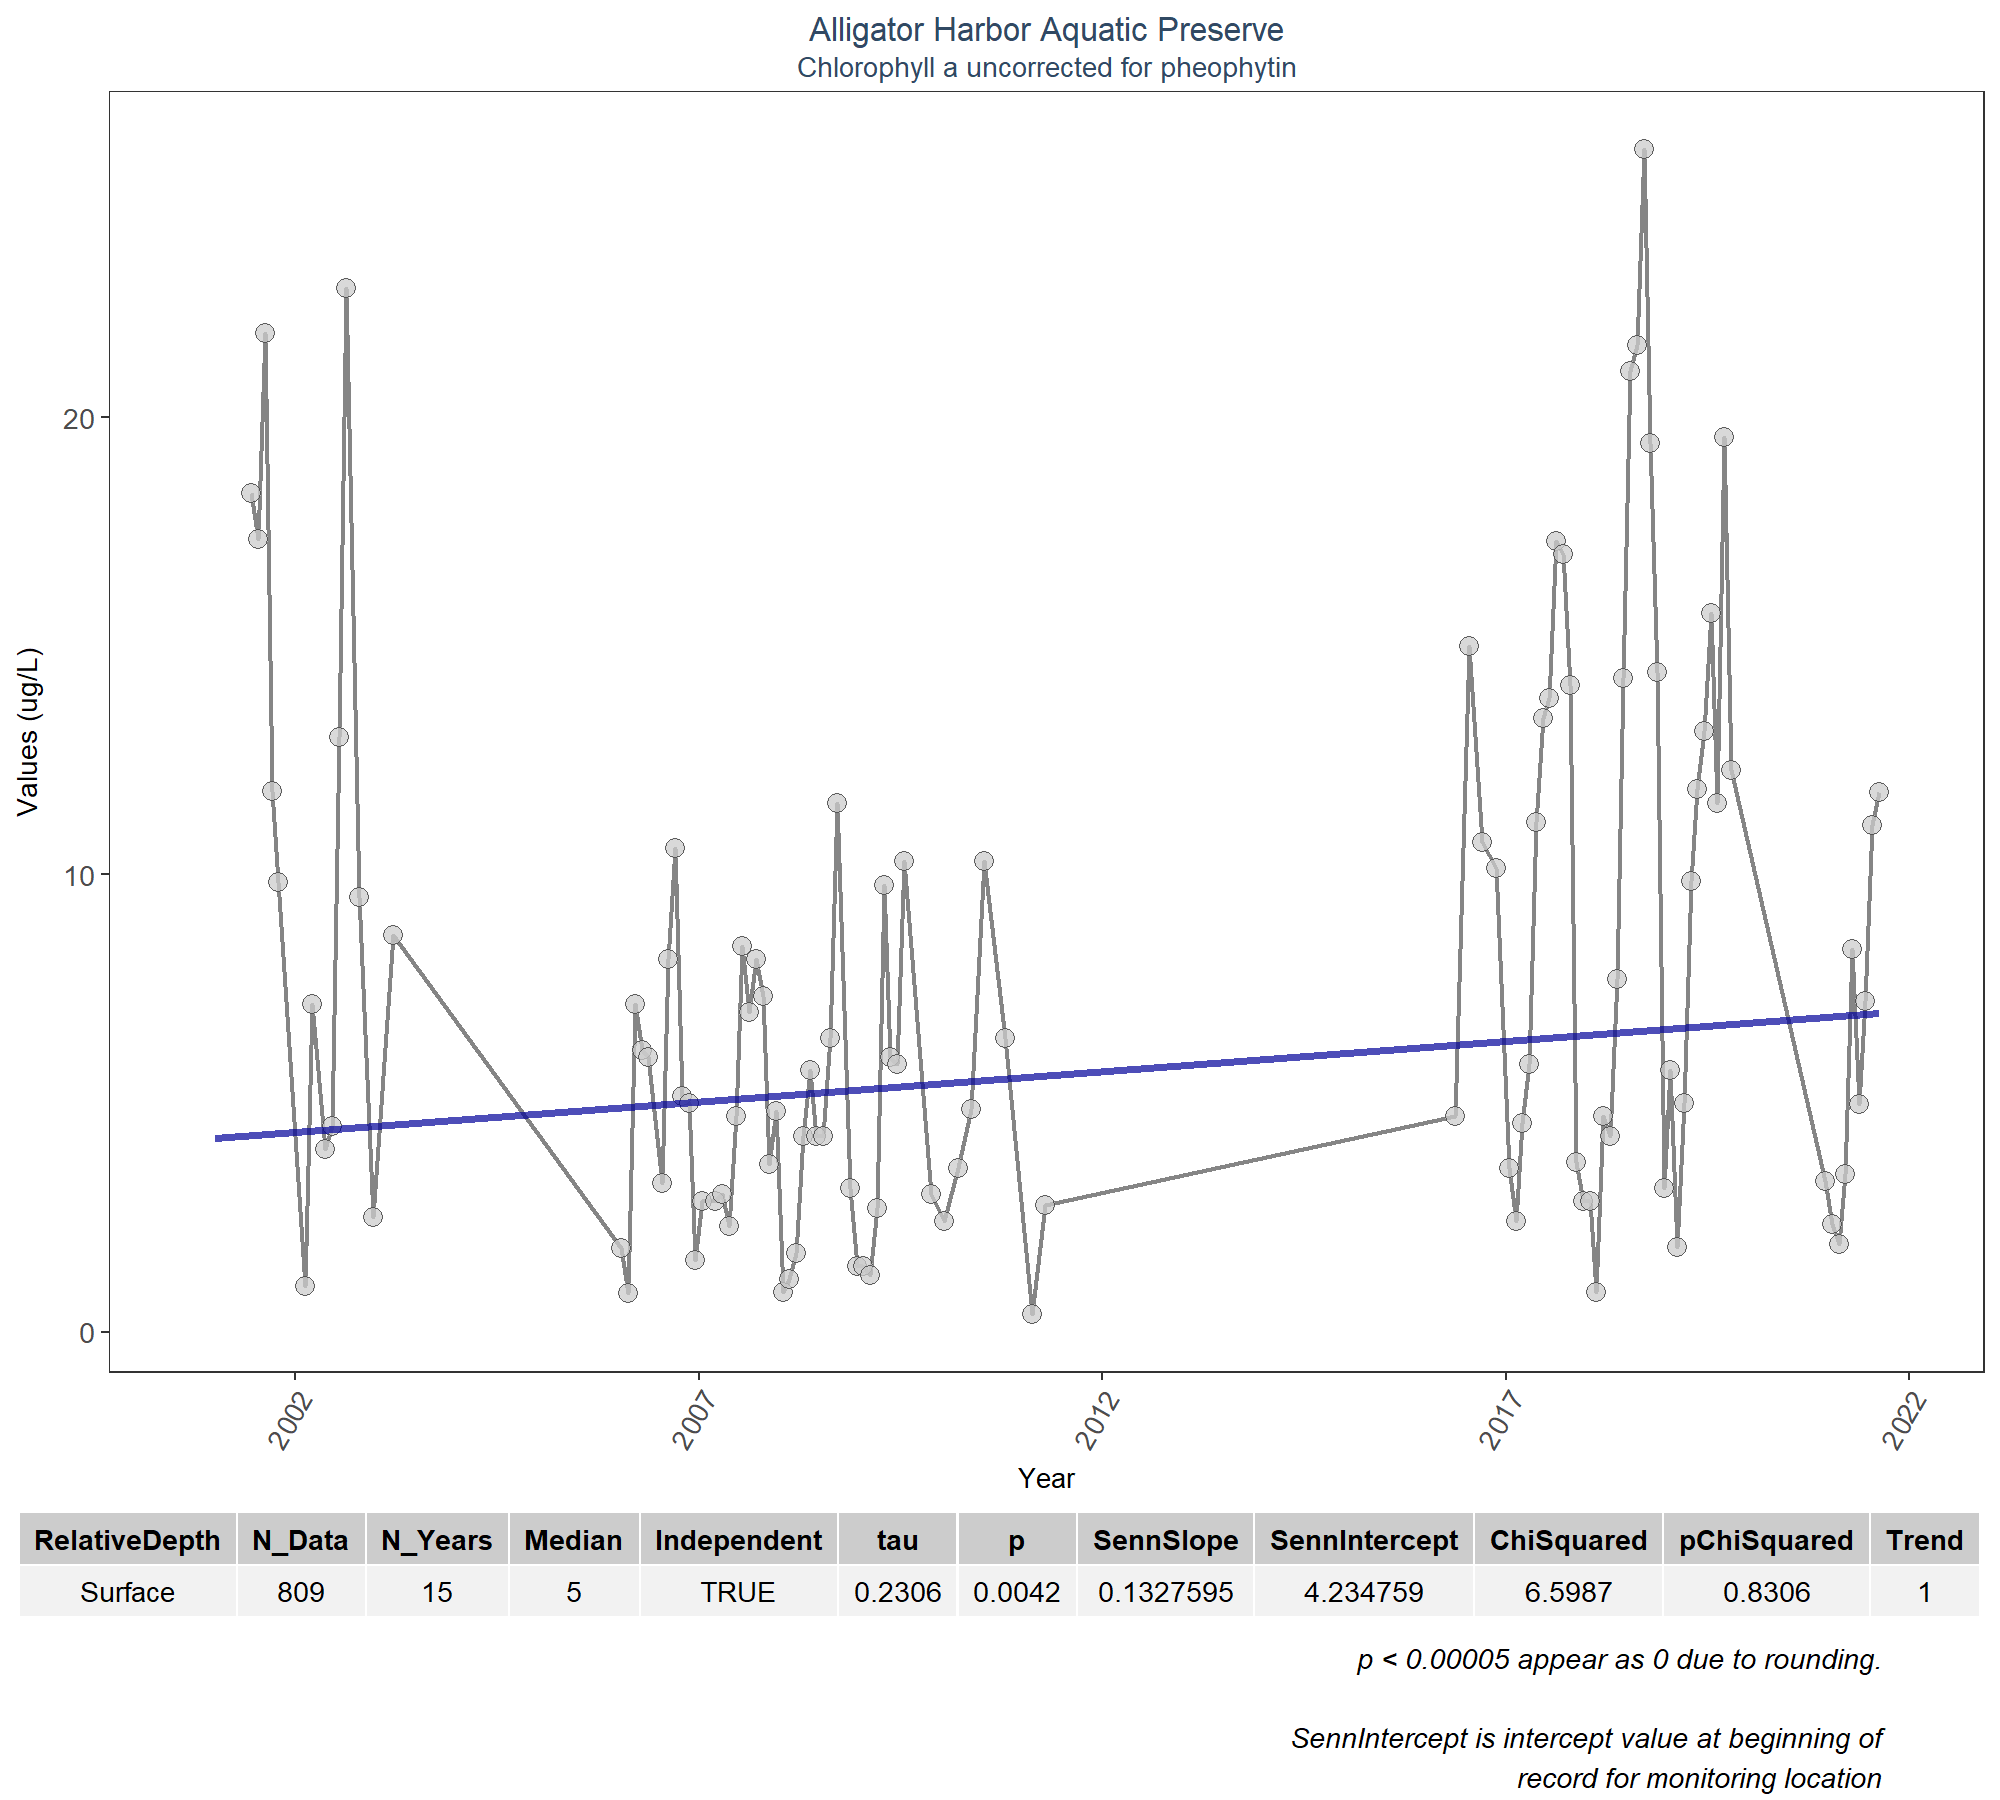 Alligator Harbor Aquatic Preserve
Chlorophyll a uncorrected for pheophytin
Values (ug/L)
20
10
0
2002 2007 2012 2017 2022
Year
RelativeDepth N_Data N_Years Median Independent tau p SennSlope SennIntercept ChiSquared pChiSquared Trend
Surface 809 15 5 TRUE 0.2306 0.0042 0.1327595 4.234759 6.5987 0.8306 1
p < 0.00005 appear as 0 due to rounding.
SennIntercept is intercept value at beginning of
record for monitoring location